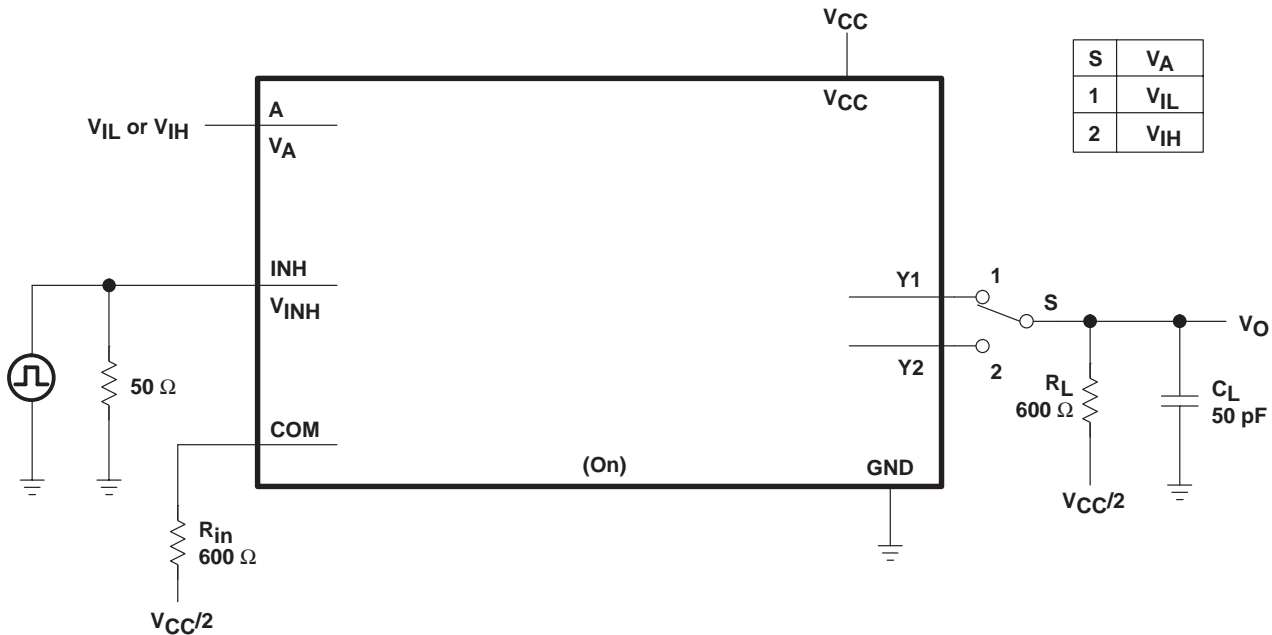 VCC
S VA
1 VIL
2 VIH
VCC
A
VIL or VIH
VA
INH
VINH
Y1
1
S
VO
Y2
2
50 Ω
RL
600 Ω
CL
50 pF
COM
(On)
GND
VCC/2
Rin
600 Ω
VCC/2